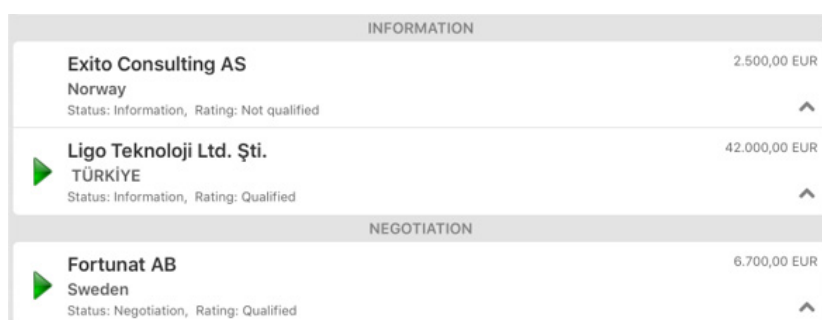 INFORMATION
Exito Consulting AS
2.500,00 EUR
Norway
Status: Information, Rating: Not qualified
Ligo Teknoloji Ltd. Şti.
42.000,00 EUR
TÜRKİYE
Status: Information, Rating: Qualified
NEGOTIATION
Fortunat AB
6.700,00 EUR
Sweden
Status: Negotiation, Rating: Qualified